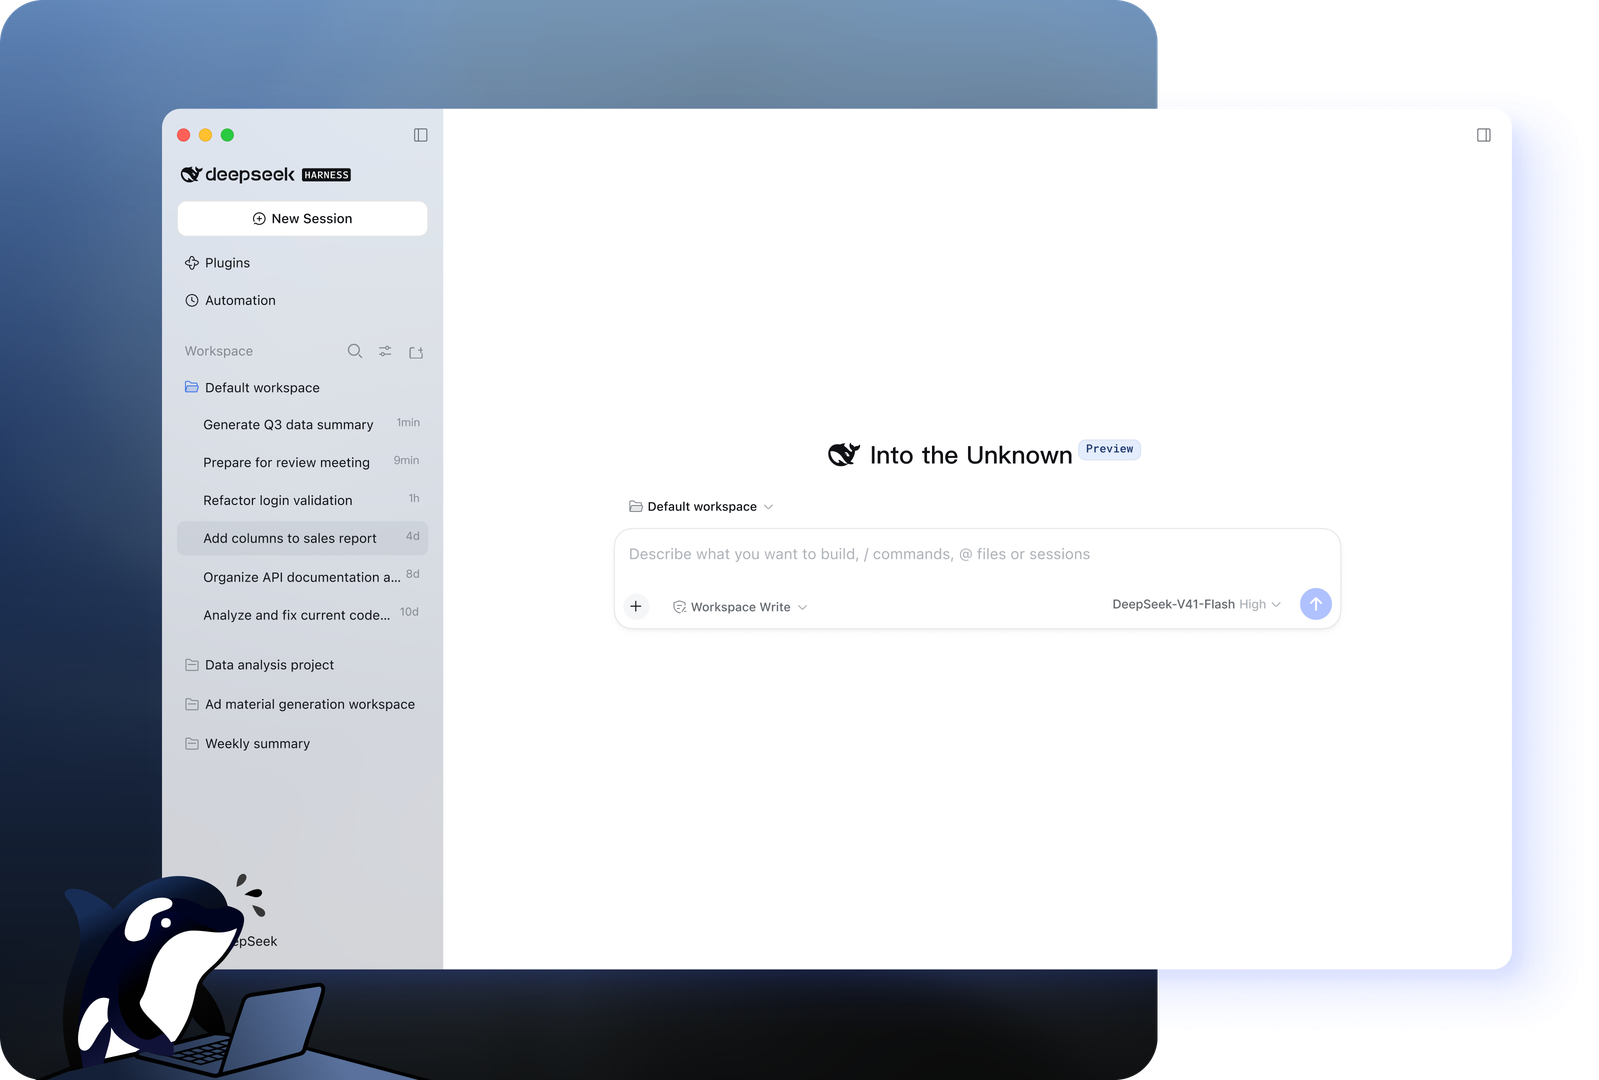 deepseek HARNESS
New Session
Plugins
Automation
Workspace
Default workspace
Generate Q3 data summary 1min
Prepare for review meeting 9min
Refactor login validation 1h
Add columns to sales report 4d
Organize API documentation a... 8d
Analyze and fix current code... 10d
Data analysis project
Ad material generation workspace
Weekly summary
epSeek
Into the Unknown Preview
Default workspace
Describe what you want to build, / commands, @ files or sessions
Workspace Write
DeepSeek-V41-Flash High